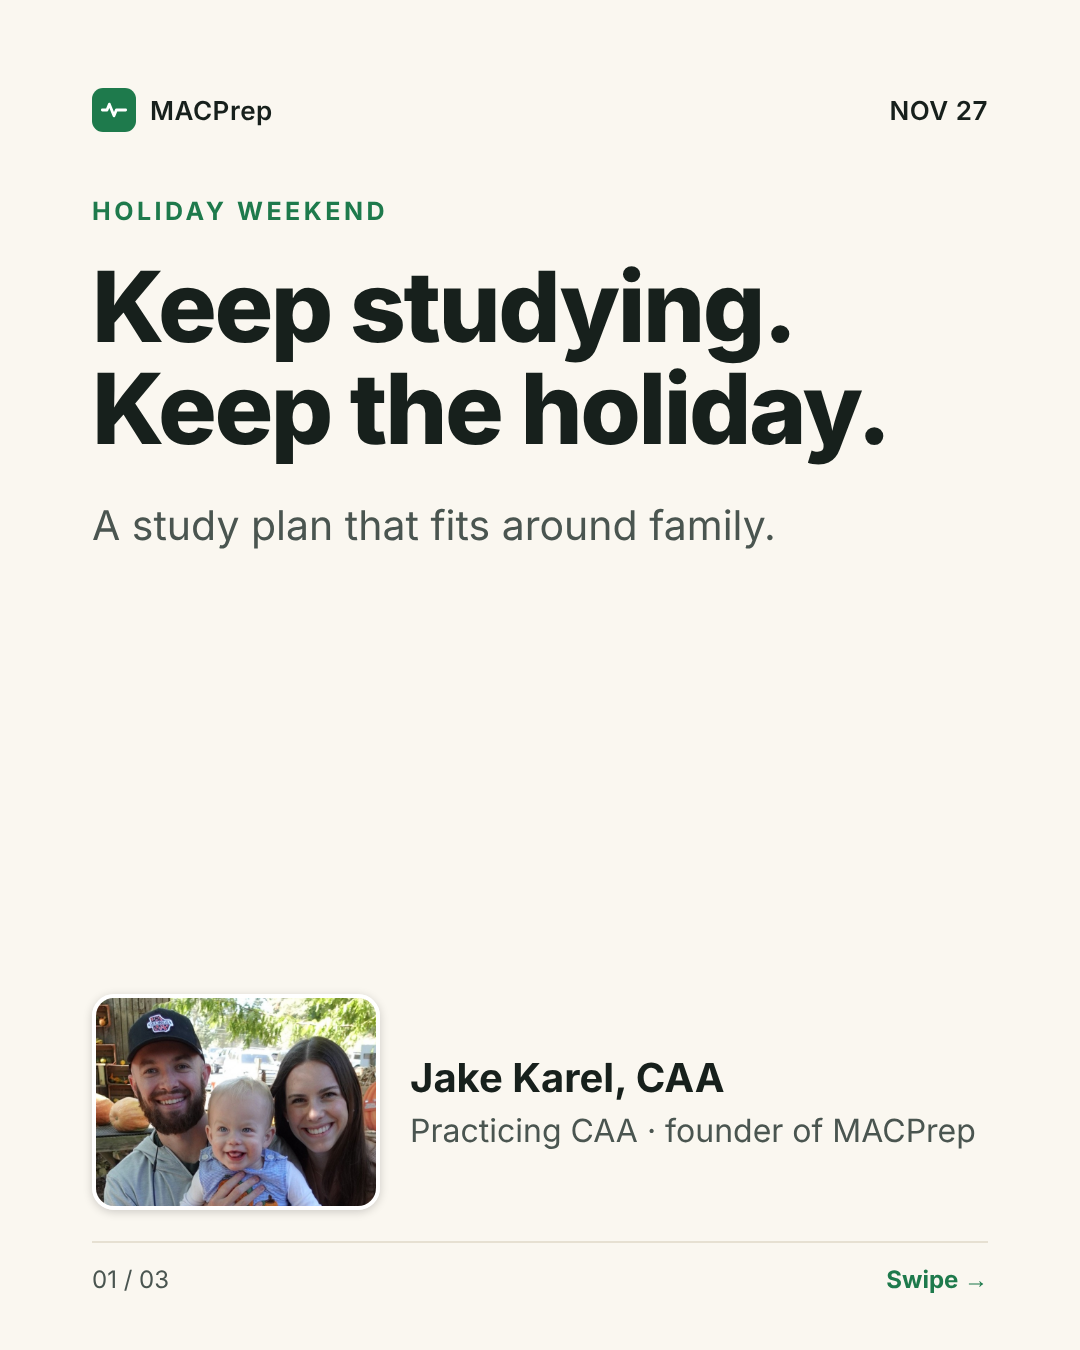 MACPrep
NOV 27
HOLIDAY WEEKEND
Keep studying.
Keep the holiday.
A study plan that fits around family.
Jake Karel, CAA
Practicing CAA · founder of MACPrep
01 / 03
Swipe →